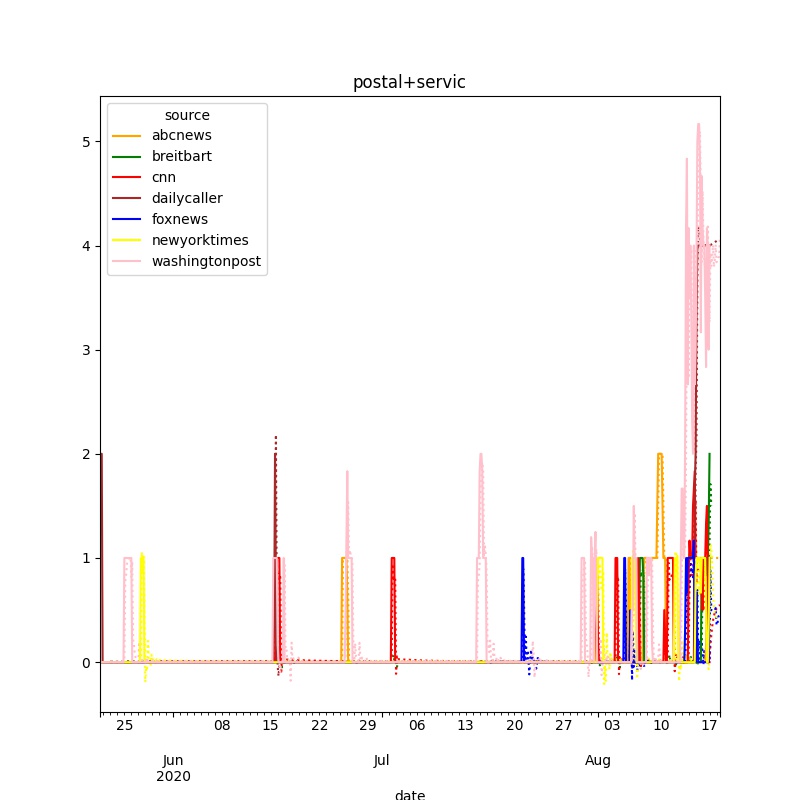 postal+servic
source
abcnews
breitbart
cnn
dailycaller
foxnews
newyorktimes
washingtonpost
5
4
3
2
1
0
25 08 15 22 29 06 13 20 27 03 10 17
Jun Jul Aug
2020
date